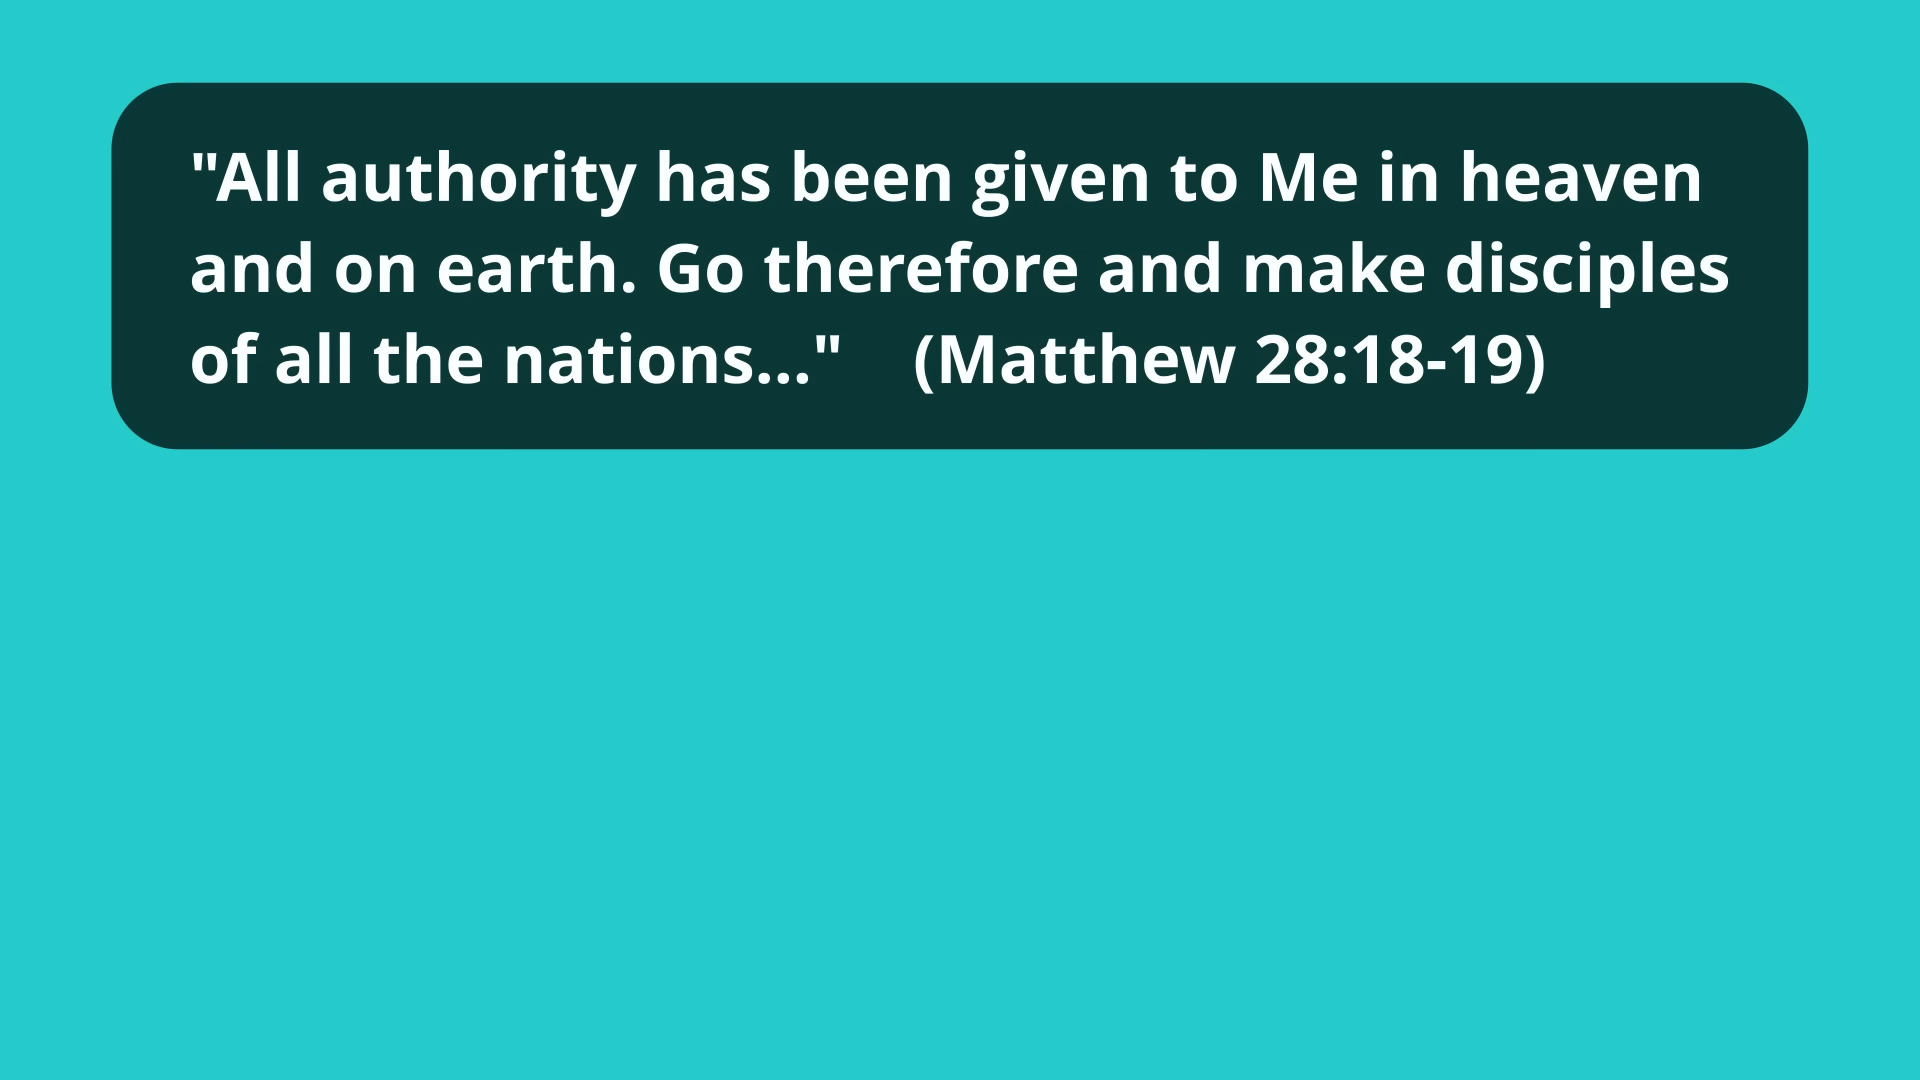 "All authority has been given to Me in heaven
and on earth. Go therefore and make disciples
of all the nations..."    (Matthew 28:18-19)